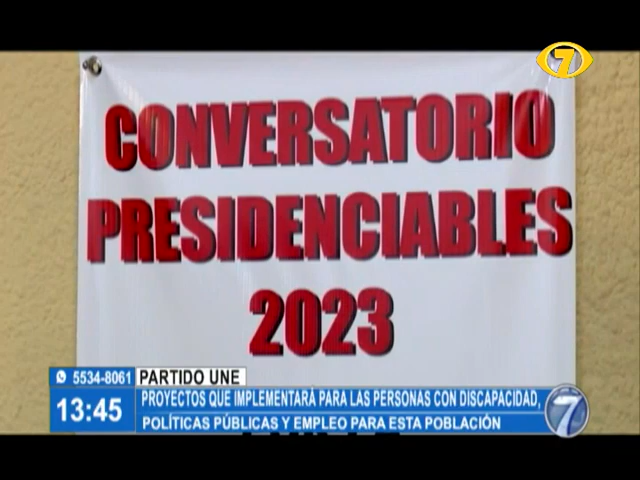 7
CONVERSATORIO
PRESIDENCIABLES
2023
5534-8061 PARTIDO UNE
13:45 PROYECTOS QUE IMPLEMENTARÁ PARA LAS PERSONAS CON DISCAPACIDAD,
POLÍTICAS PÚBLICAS Y EMPLEO PARA ESTA POBLACIÓN
7